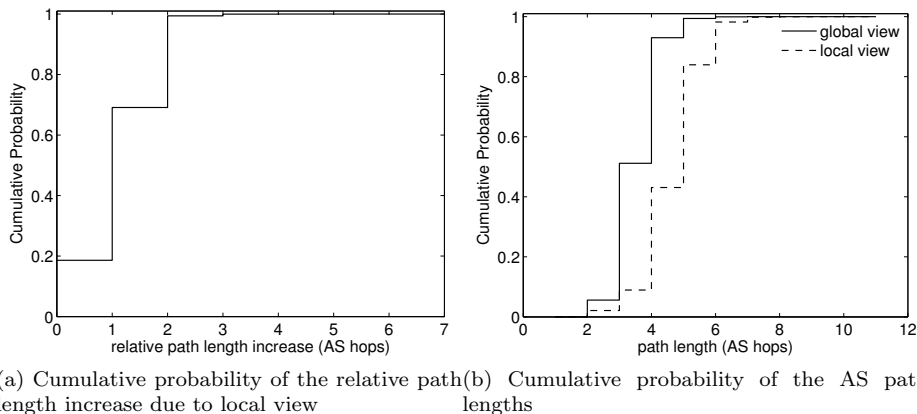 1
0.8
0.6
0.4
0.2
0
Cumulative Probability
0 1 2 3 4 5 6 7
relative path length increase (AS hops)
1
0.8
0.6
0.4
0.2
0
Cumulative Probability
global view
local view
0 2 4 6 8 10 12
path length (AS hops)
a) Cumulative probability of the relative path
length increase due to local view
(b) Cumulative probability of the AS pat
lengths